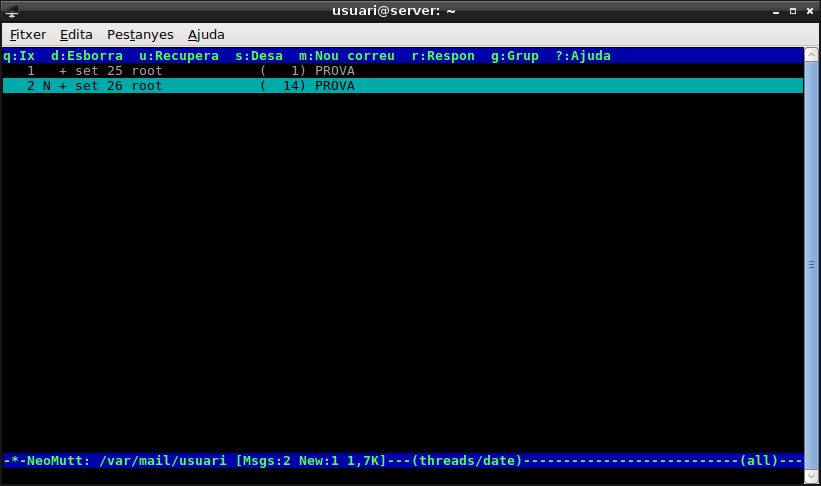 usuari@server: ~
Fitxer Edita Pestanyes Ajuda
q:Ix  d:Esborra  u:Recupera  s:Desa  m:Nou correu  r:Respon  g:Grup  ?:Ajuda
   1   + set 25 root            (   1) PROVA
   2 N + set 26 root            (  14) PROVA
-*-NeoMutt: /var/mail/usuari [Msgs:2 New:1 1,7K]---(threads/date)---------------------------(all)---